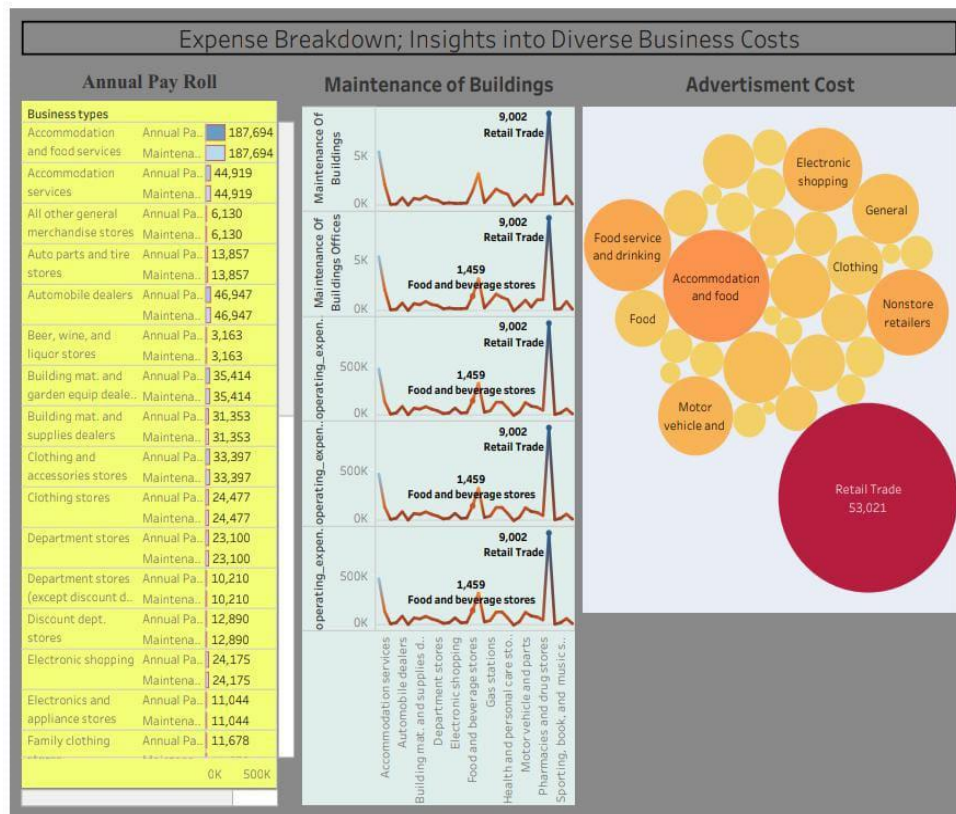 Expense Breakdown; Insights into Diverse Business Costs
Annual Pay Roll
Business types
Accommodation Annual Pa.. 187,694
and food services Maintena.. 187,694
Accommodation Annual Pa.. 44,919
services Maintena.. 44,919
All other general Annual Pa.. 6,130
merchandise stores Maintena.. 6,130
Auto parts and tire Annual Pa.. 13,857
stores Maintena.. 13,857
Automobile dealers Annual Pa.. 46,947
Maintena.. 46,947
Beer, wine, and Annual Pa.. 3,163
liquor stores Maintena.. 3,163
Building mat. and Annual Pa.. 35,414
garden equip deale.. Maintena.. 35,414
Building mat. and Annual Pa.. 31,353
supplies dealers Maintena.. 31,353
Clothing and Annual Pa.. 33,397
accessories stores Maintena.. 33,397
Clothing stores Annual Pa.. 24,477
Maintena.. 24,477
Department stores Annual Pa.. 23,100
Maintena.. 23,100
Department stores Annual Pa.. 10,210
(except discount d.. Maintena.. 10,210
Discount dept. Annual Pa.. 12,890
stores Maintena.. 12,890
Electronic shopping Annual Pa.. 24,175
Maintena.. 24,175
Electronics and Annual Pa.. 11,044
appliance stores Maintena.. 11,044
Family clothing Annual Pa.. 11,678
0K 500K
Maintenance of Buildings
Maintenance Of
Buildings
5K
0K
9,002
Retail Trade
Maintenance Of
Buildings Offices
5K
0K
9,002
Retail Trade
1,459
Food and beverage stores
operating_expen..
500K
0K
9,002
Retail Trade
1,459
Food and beverage stores
operating_expen..
500K
0K
9,002
Retail Trade
1,459
Food and beverage stores
operating_expen..
500K
0K
9,002
Retail Trade
1,459
Food and beverage stores
Accommodation services
Automobile dealers
Building mat. and supplies d..
Department stores
Electronic shopping
Food and beverage stores
Gas stations
Health and personal care sto..
Motor vehicle and parts
Pharmacies and drug stores
Sporting, book, and music s..
Advertisment Cost
Electronic
shopping
General
Food service
and drinking
Clothing
Accommodation
and food
Nonstore
retailers
Food
Motor
vehicle and
Retail Trade
53,021